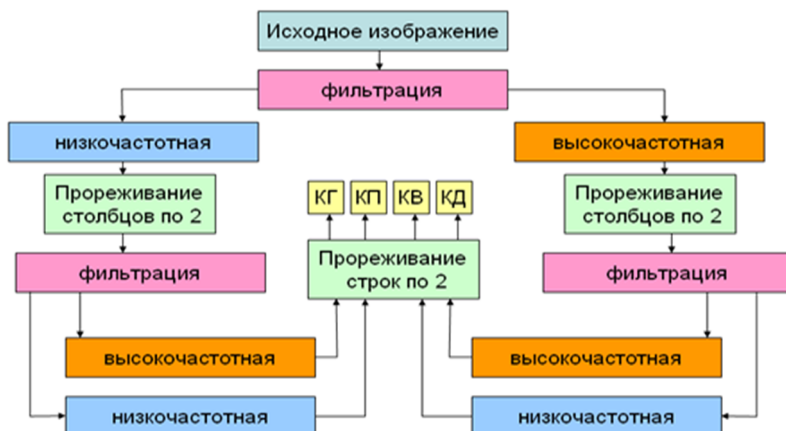 Исходное изображение
фильтрация
низкочастотная
высокочастотная
Прореживание
столбцов по 2
КГ
КП
КВ
КД
Прореживание
столбцов по 2
фильтрация
Прореживание
строк по 2
фильтрация
высокочастотная
высокочастотная
низкочастотная
низкочастотная